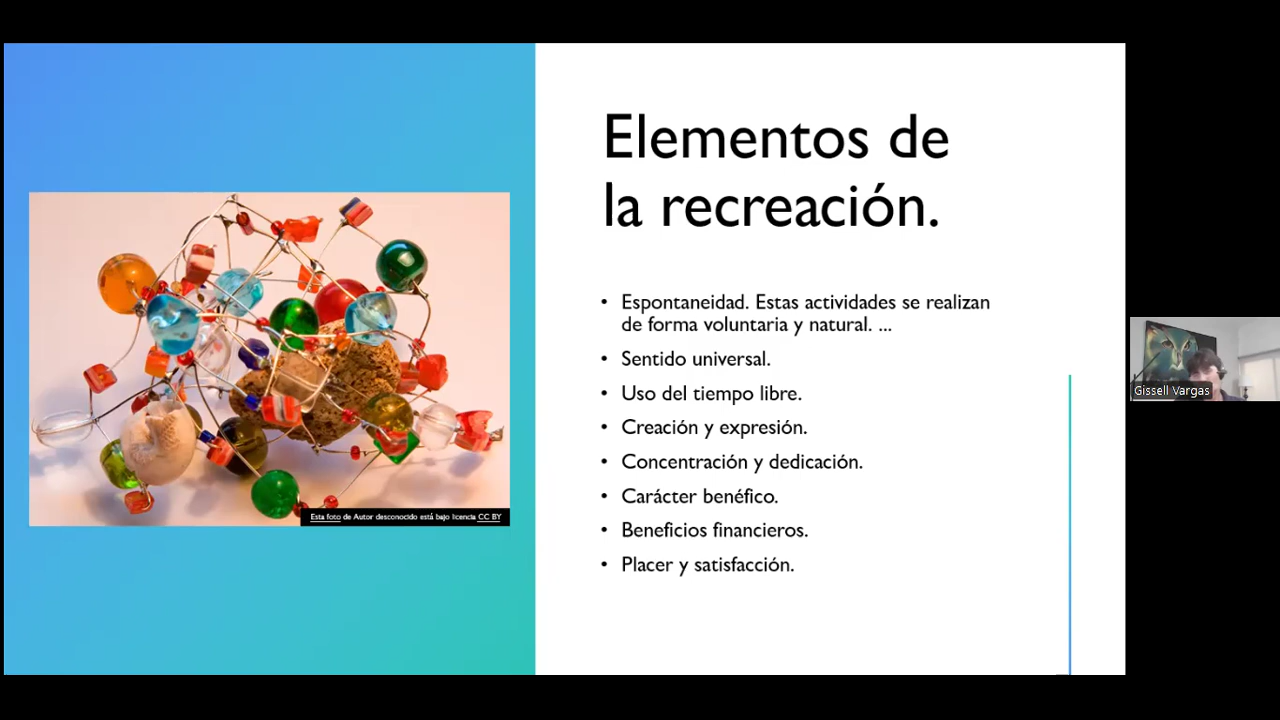 Elementos de
la recreación.
• Espontaneidad. Estas actividades se realizan
de forma voluntaria y natural. ...
• Sentido universal.
• Uso del tiempo libre.
• Creación y expresión.
• Concentración y dedicación.
• Carácter benéfico.
• Beneficios financieros.
• Placer y satisfacción.
Esta foto de Autor desconocido está bajo licencia CC BY
Gissell Vargas